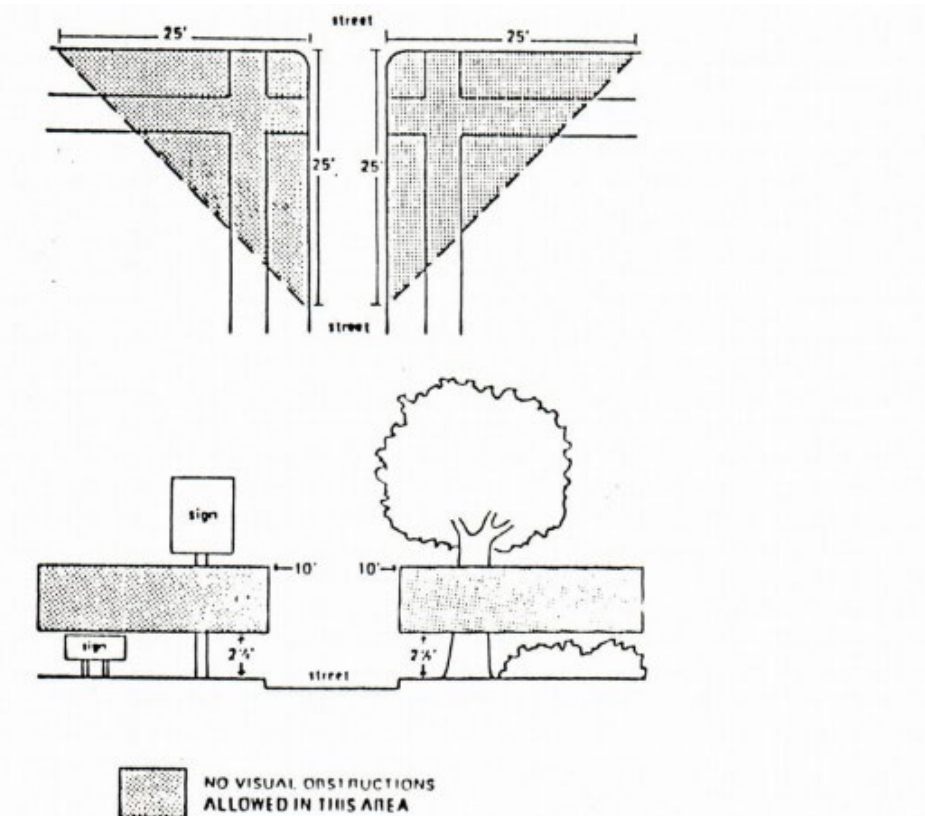 street
25'
25'
25'
25'
street
sign
10'
10'
sign
2½'
2½'
street
NO VISUAL OBSTRUCTIONS
ALLOWED IN THIS AREA